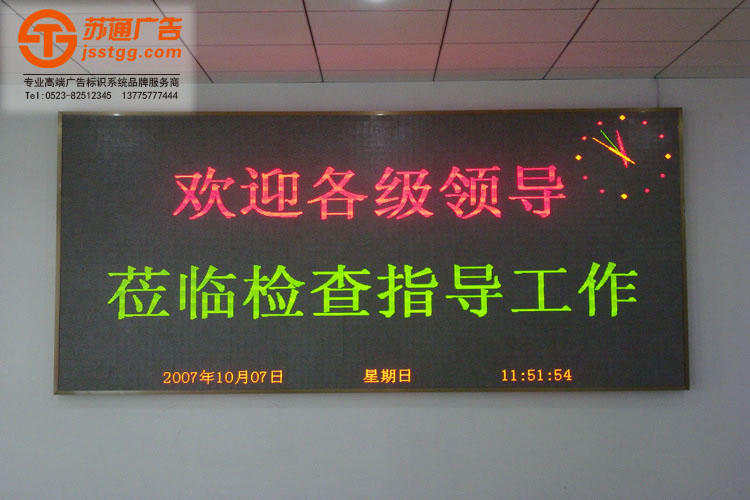 苏通广告
jsstgg.com
专业高端广告标识系统品牌服务商
Tel:0523-82512345 13775777444
欢迎各级领导
莅临检查指导工作
2007年10月07日 星期日 11:51:54